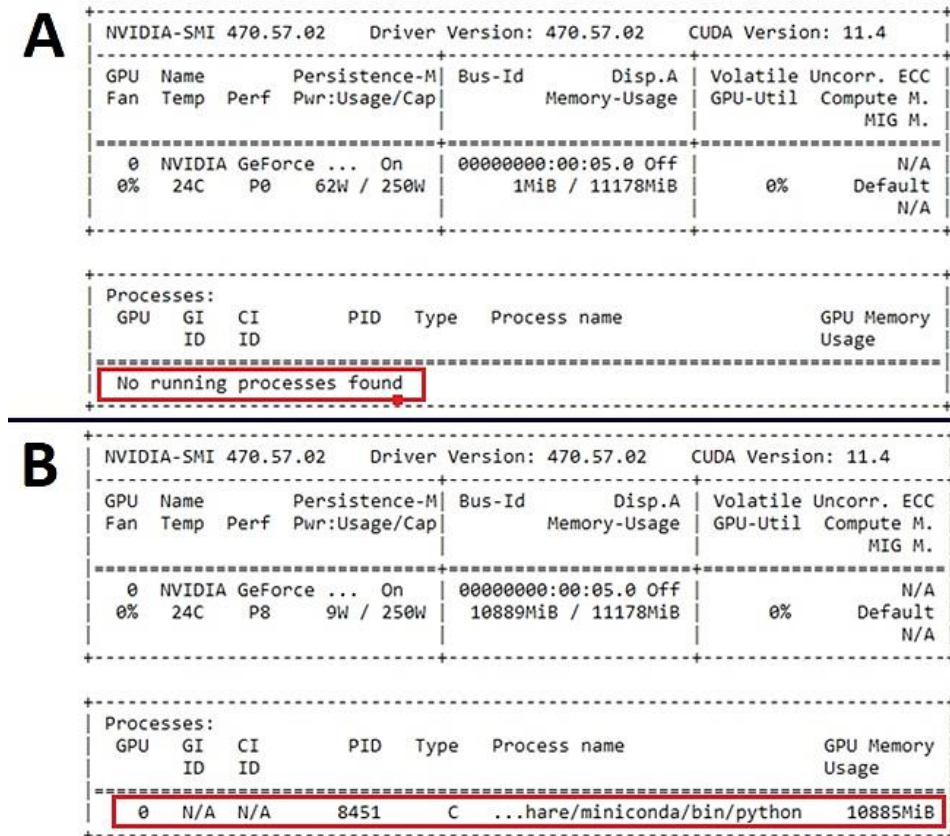 A
NVIDIA-SMI 470.57.02 Driver Version: 470.57.02 CUDA Version: 11.4
GPU Name Persistence-M| Bus-Id Disp.A | Volatile Uncorr. ECC
Fan Temp Perf Pwr:Usage/Cap| Memory-Usage | GPU-Util Compute M.
MIG M.
0 NVIDIA GeForce ... On | 00000000:00:05.0 Off | N/A
0% 24C P0 62W / 250W | 1MiB / 11178MiB | 0% Default
N/A
Processes:
GPU GI CI PID Type Process name GPU Memory
ID ID Usage
No running processes found
B
NVIDIA-SMI 470.57.02 Driver Version: 470.57.02 CUDA Version: 11.4
GPU Name Persistence-M| Bus-Id Disp.A | Volatile Uncorr. ECC
Fan Temp Perf Pwr:Usage/Cap| Memory-Usage | GPU-Util Compute M.
MIG M.
0 NVIDIA GeForce ... On | 00000000:00:05.0 Off | N/A
0% 24C P8 9W / 250W | 10889MiB / 11178MiB | 0% Default
N/A
Processes:
GPU GI CI PID Type Process name GPU Memory
ID ID Usage
0 N/A N/A 8451 C ...hare/miniconda/bin/python 10885MiB